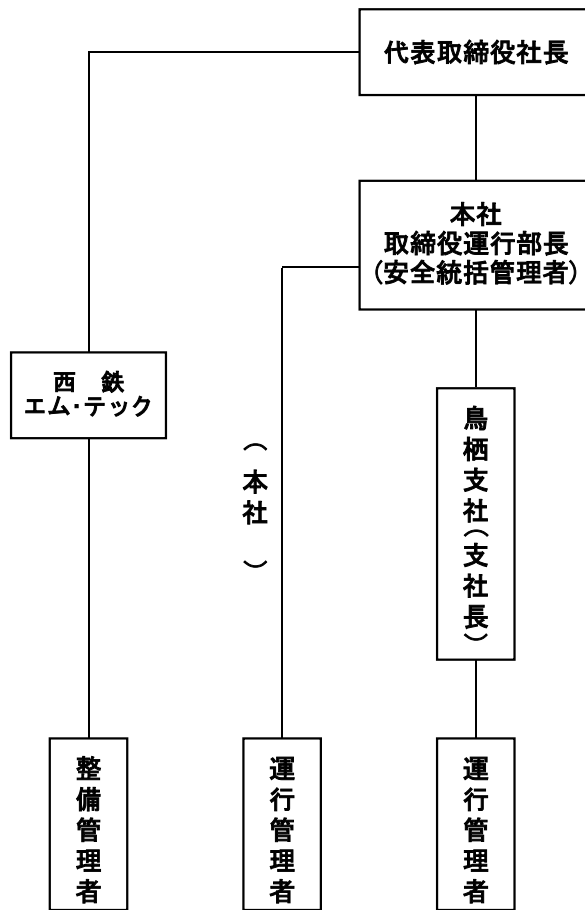 代表取締役社長
本社
取締役運行部長
(安全統括管理者)
西　鉄
エム・テック
(本社　)
鳥栖支社(支社長)
整備管理者
運行管理者
運行管理者